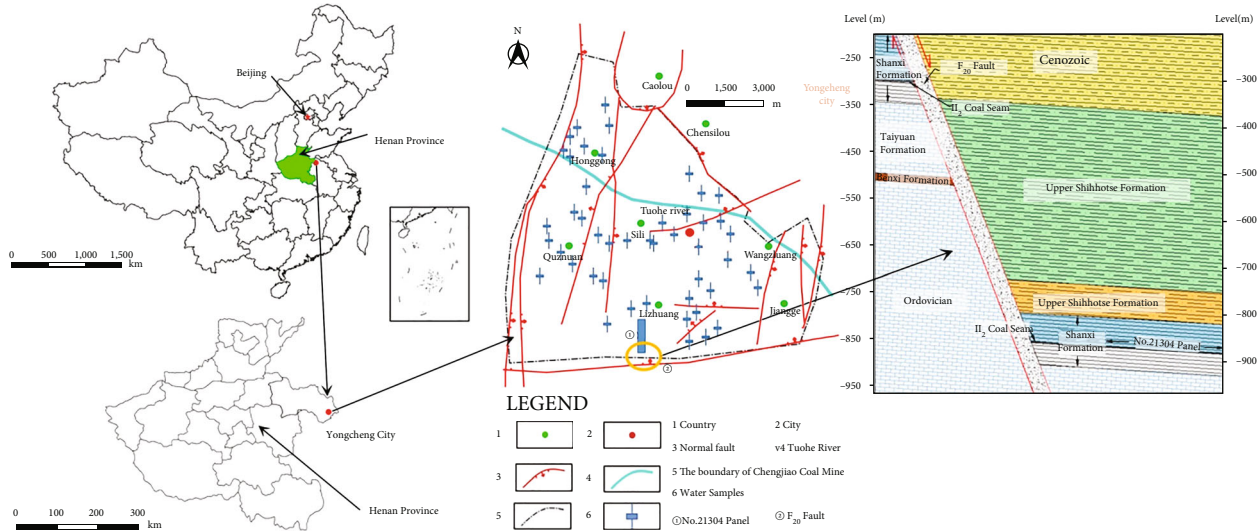 Beijing
Henan Province
0 500 1,000 1,500
km
Yongcheng City
Henan Province
0 100 200 300
km
N
Caolou
0 1,500 3,000
m
Yongeheng
city
Chensilou
Honggong
Tuohe river
Sili
Quznuan
Wangzhuang
Lizhuang
Jiangge
①
②
LEGEND
1
2
3
4
5
6
1 Country
2 City
3 Normal fault
v4 Tuohe River
5 The boundary of Chengjiao Coal Mine
6 Water Samples
①No.21304 Panel
② F20 Fault
Level (m)
Level(m)
−250
−350
−450
−550
−650
−750
−850
−950
−300
−400
−500
−600
−700
−800
−900
Shanxi
Formation
F20 Fault
II2 Coal Seam
Cenozoic
Taiyuan
Formation
Benxi Formation
Upper Shihhotse Formation
Ordovician
Upper Shihhotse Formation
II2 Coal Seam
Shanxi
Formation
No.21304 Panel